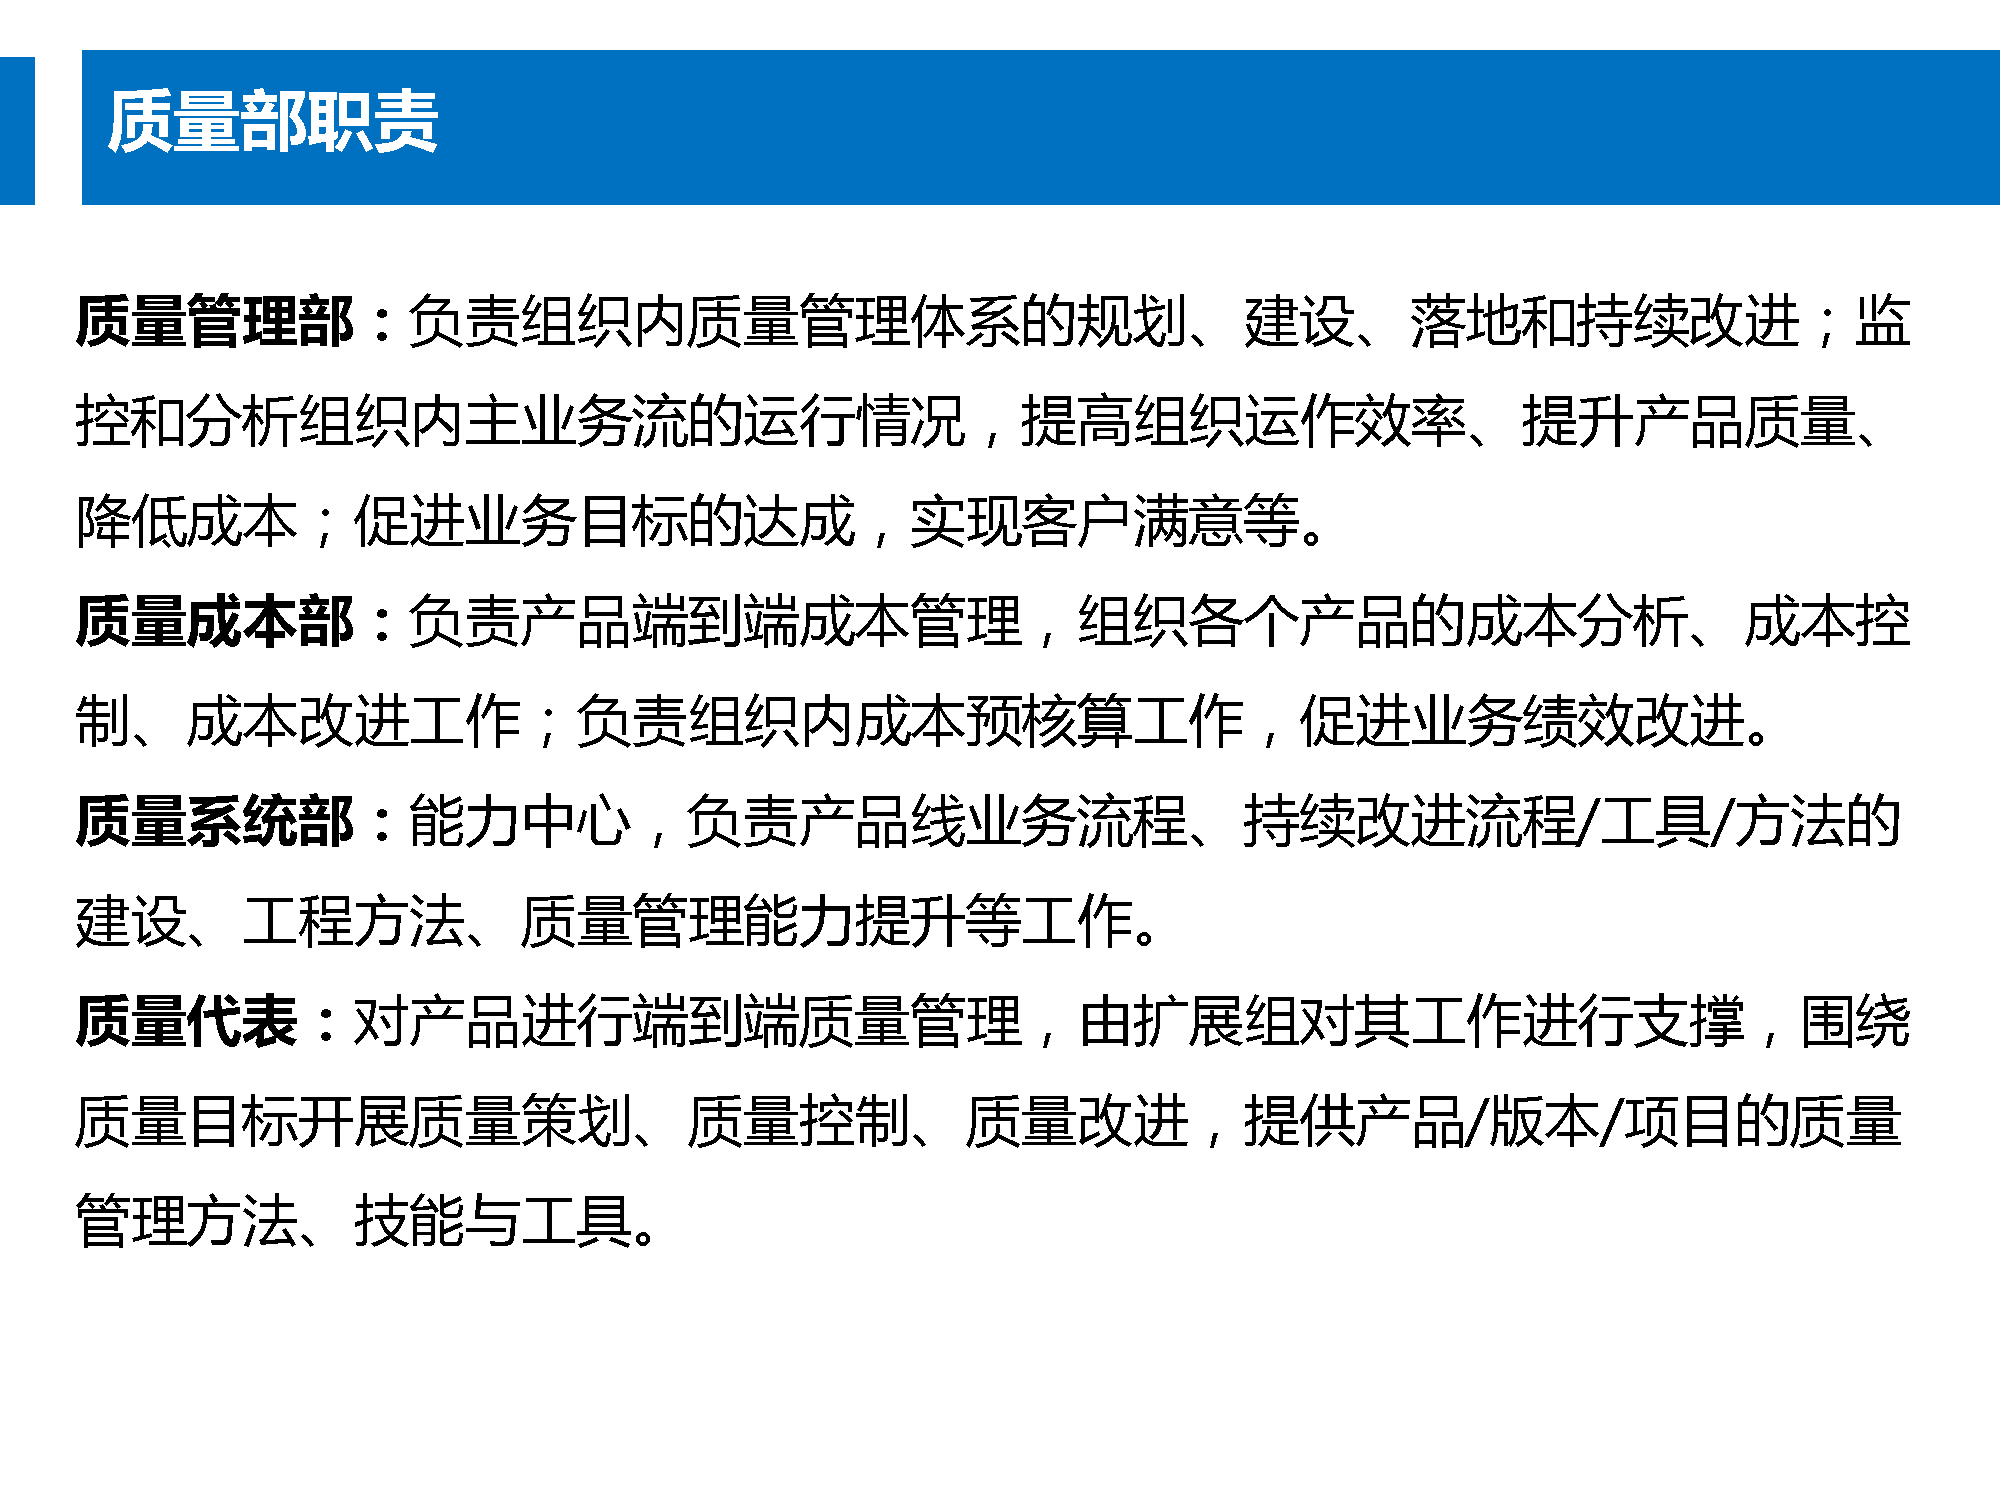 质量部职责
质量管理部：负责组织内质量管理体系的规划、建设、落地和持续改进；监
控和分析组织内主业务流的运行情况，提高组织运作效率、提升产品质量、
降低成本；促进业务目标的达成，实现客户满意等。
质量成本部：负责产品端到端成本管理，组织各个产品的成本分析、成本控
制、成本改进工作；负责组织内成本预核算工作，促进业务绩效改进。
质量系统部：能力中心，负责产品线业务流程、持续改进流程/工具/方法的
建设、工程方法、质量管理能力提升等工作。
质量代表：对产品进行端到端质量管理，由扩展组对其工作进行支撑，围绕
质量目标开展质量策划、质量控制、质量改进，提供产品/版本/项目的质量
管理方法、技能与工具。